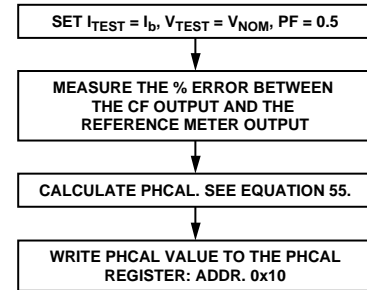 SET I_TEST = I_b, V_TEST = V_NOM, PF = 0.5
MEASURE THE % ERROR BETWEEN
THE CF OUTPUT AND THE
REFERENCE METER OUTPUT
CALCULATE PHCAL. SEE EQUATION 55.
WRITE PHCAL VALUE TO THE PHCAL
REGISTER: ADDR. 0x10